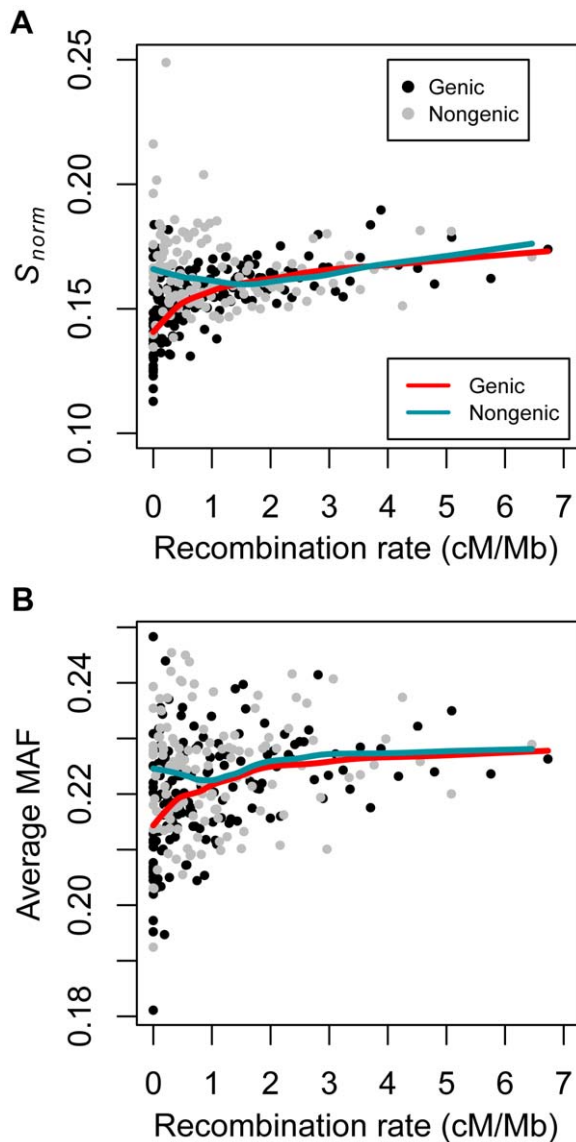 A
0.25
0.20
0.15
0.10
S_norm
Genic
Nongenic
Genic
Nongenic
0 1 2 3 4 5 6 7
Recombination rate (cM/Mb)
B
0.24
0.22
0.20
0.18
Average MAF
0 1 2 3 4 5 6 7
Recombination rate (cM/Mb)